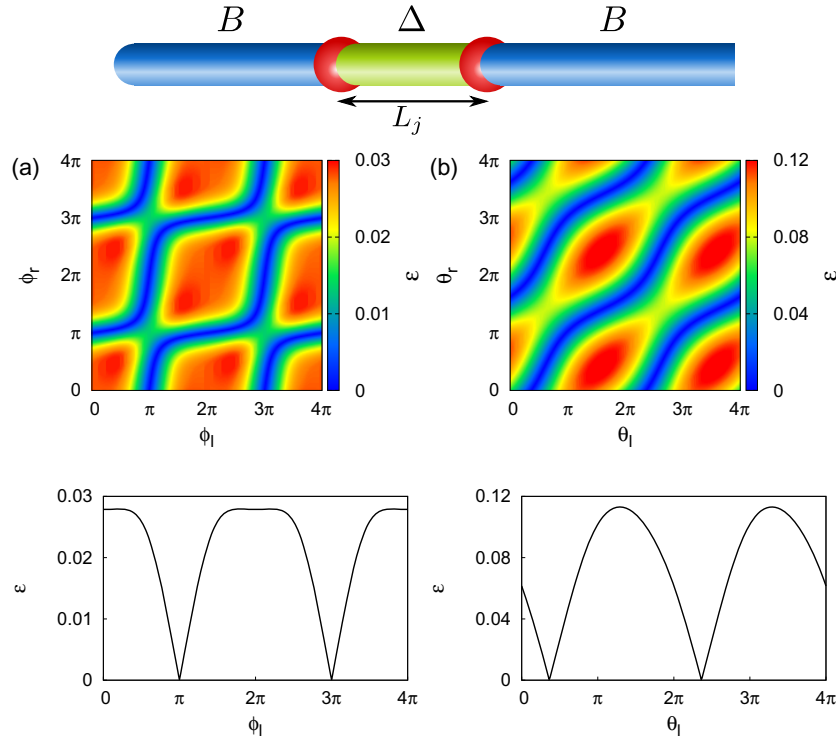 B Δ B
L_j
(a) (b)
4π 0.03 4π 0.12
3π 3π
0.02 0.08
ϕ_r 2π ε θ_r 2π ε
0.01 0.04
π π
0 0 0 0
0 π 2π 3π 4π 0 π 2π 3π 4π
ϕ_l θ_l
0.03 0.12
0.02 0.08
ε ε
0.01 0.04
0 0
0 π 2π 3π 4π 0 π 2π 3π 4π
ϕ_l θ_l